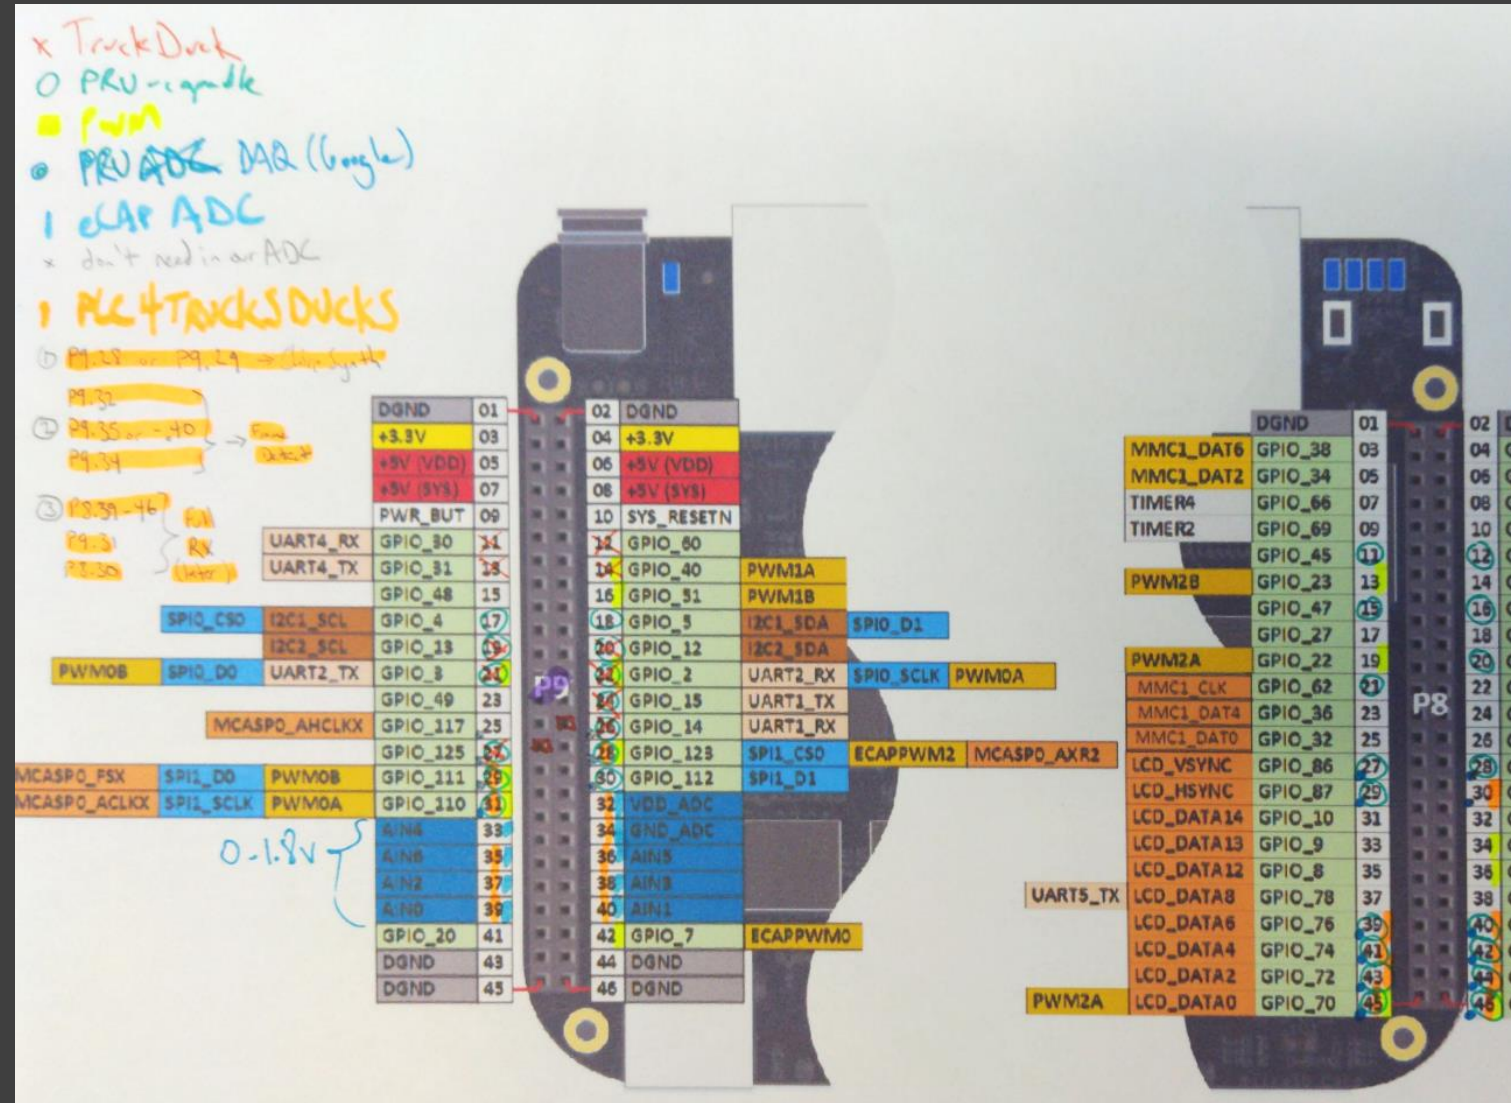 x TruckDuck
O PRU-capable
PWM
PRU ADC DAQ (Google)
eCAP ADC
x don't need in our ADC
PLC4TRUCKSDUCKS
① P9.28 or P9.29 → Synth
P9.32
② P9.35 or -.40 → Frame
P9.34 Detect
③ P8.39-46 Full
P9.31 RX
P8.30 (later)
DGND 01 02 DGND
+3.3V 03 04 +3.3V
+5V (VDD) 05 06 +5V (VDD)
+5V (SYS) 07 08 +5V (SYS)
PWR_BUT 09 10 SYS_RESETN
UART4_RX GPIO_30 11 12 GPIO_60
UART4_TX GPIO_31 13 14 GPIO_40 PWM1A
GPIO_48 15 16 GPIO_51 PWM1B
SPI0_CS0 I2C1_SCL GPIO_4 17 18 GPIO_5 I2C1_SDA SPI0_D1
I2C2_SCL GPIO_13 19 20 GPIO_12 I2C2_SDA
PWM0B SPI0_D0 UART2_TX GPIO_3 21 22 GPIO_2 UART2_RX SPI0_SCLK PWM0A
P9
GPIO_49 23 24 GPIO_15 UART1_TX
MCASP0_AHCLKX GPIO_117 25 26 GPIO_14 UART1_RX
GPIO_125 27 28 GPIO_123 SPI1_CS0 ECAPPWM2 MCASP0_AXR2
MCASP0_FSX SPI1_D0 PWM0B GPIO_111 29 30 GPIO_112 SPI1_D1
MCASP0_ACLKX SPI1_SCLK PWM0A GPIO_110 31 32 VDD_ADC
0-1.8V
AIN4 33 34 GND_ADC
AIN6 35 36 AIN5
AIN2 37 38 AIN3
AIN0 39 40 AIN1
GPIO_20 41 42 GPIO_7 ECAPPWM0
DGND 43 44 DGND
DGND 45 46 DGND
DGND 01 02
MMC1_DAT6 GPIO_38 03 04
MMC1_DAT2 GPIO_34 05 06
TIMER4 GPIO_66 07 08
TIMER2 GPIO_69 09 10
GPIO_45 11 12
PWM2B GPIO_23 13 14
GPIO_47 15 16
GPIO_27 17 18
PWM2A GPIO_22 19 20
MMC1_CLK GPIO_62 21 22
P8
MMC1_DAT4 GPIO_36 23 24
MMC1_DAT0 GPIO_32 25 26
LCD_VSYNC GPIO_86 27 28
LCD_HSYNC GPIO_87 29 30
LCD_DATA14 GPIO_10 31 32
LCD_DATA13 GPIO_9 33 34
LCD_DATA12 GPIO_8 35 36
UART5_TX LCD_DATA8 GPIO_78 37 38
LCD_DATA6 GPIO_76 39 40
LCD_DATA4 GPIO_74 41 42
LCD_DATA2 GPIO_72 43 44
PWM2A LCD_DATA0 GPIO_70 45 46